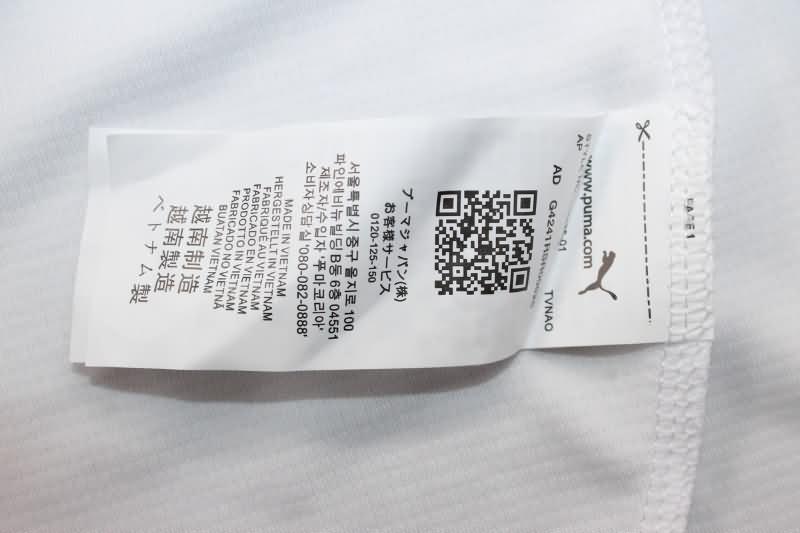 www.puma.com
AD
TVNAO
プーマジャパン(株)
お客様サービス
0120-125-150
서울특별시 중구 을지로 100
파인에비뉴빌딩 B동 6층 04551
제조자/수입자 '푸마코리아'
소비자상담실 '080-082-0888'
MADE IN VIETNAM
HERGESTELLT IN VIETNAM
FABRIQUÉ AU VIETNAM
FABRICADO EN VIETNAM
PRODOTTO IN VIETNAM
FABRICADO NO VIETNAM
BUATAN VIETNAM
越南制造
越南製造
ベトナム製